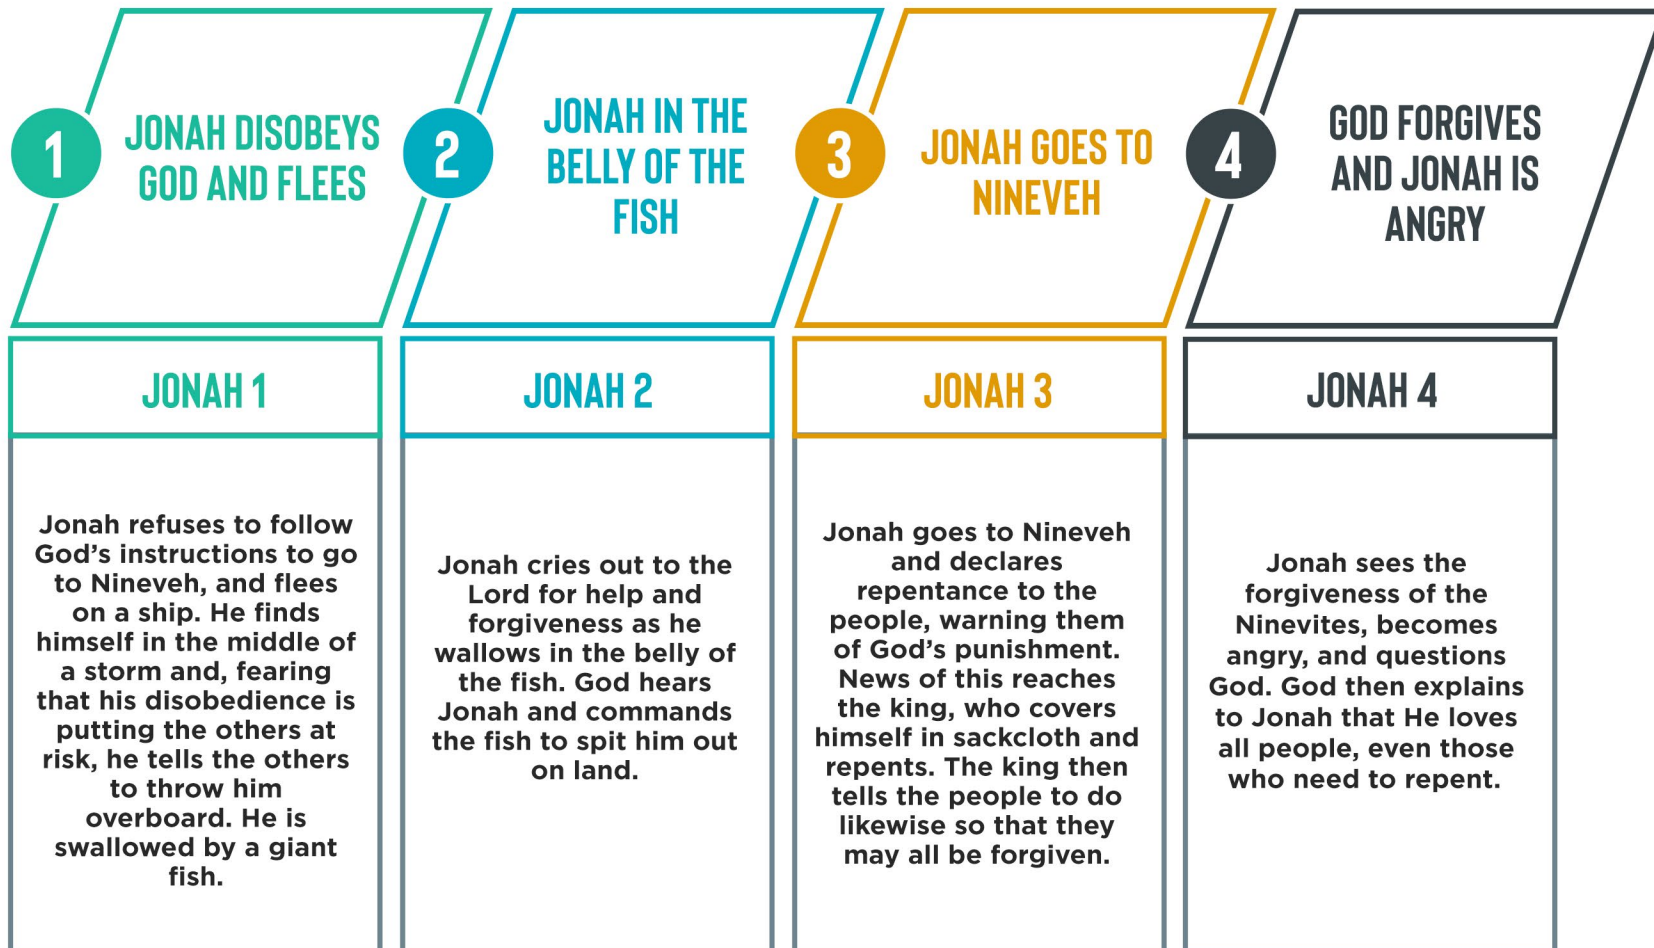 1
JONAH DISOBEYS
GOD AND FLEES
2
JONAH IN THE
BELLY OF THE
FISH
3
JONAH GOES TO
NINEVEH
4
GOD FORGIVES
AND JONAH IS
ANGRY
JONAH 1
Jonah refuses to follow
God’s instructions to go
to Nineveh, and flees
on a ship. He finds
himself in the middle of
a storm and, fearing
that his disobedience is
putting the others at
risk, he tells the others
to throw him
overboard. He is
swallowed by a giant
fish.
JONAH 2
Jonah cries out to the
Lord for help and
forgiveness as he
wallows in the belly of
the fish. God hears
Jonah and commands
the fish to spit him out
on land.
JONAH 3
Jonah goes to Nineveh
and declares
repentance to the
people, warning them
of God’s punishment.
News of this reaches
the king, who covers
himself in sackcloth and
repents. The king then
tells the people to do
likewise so that they
may all be forgiven.
JONAH 4
Jonah sees the
forgiveness of the
Ninevites, becomes
angry, and questions
God. God then explains
to Jonah that He loves
all people, even those
who need to repent.